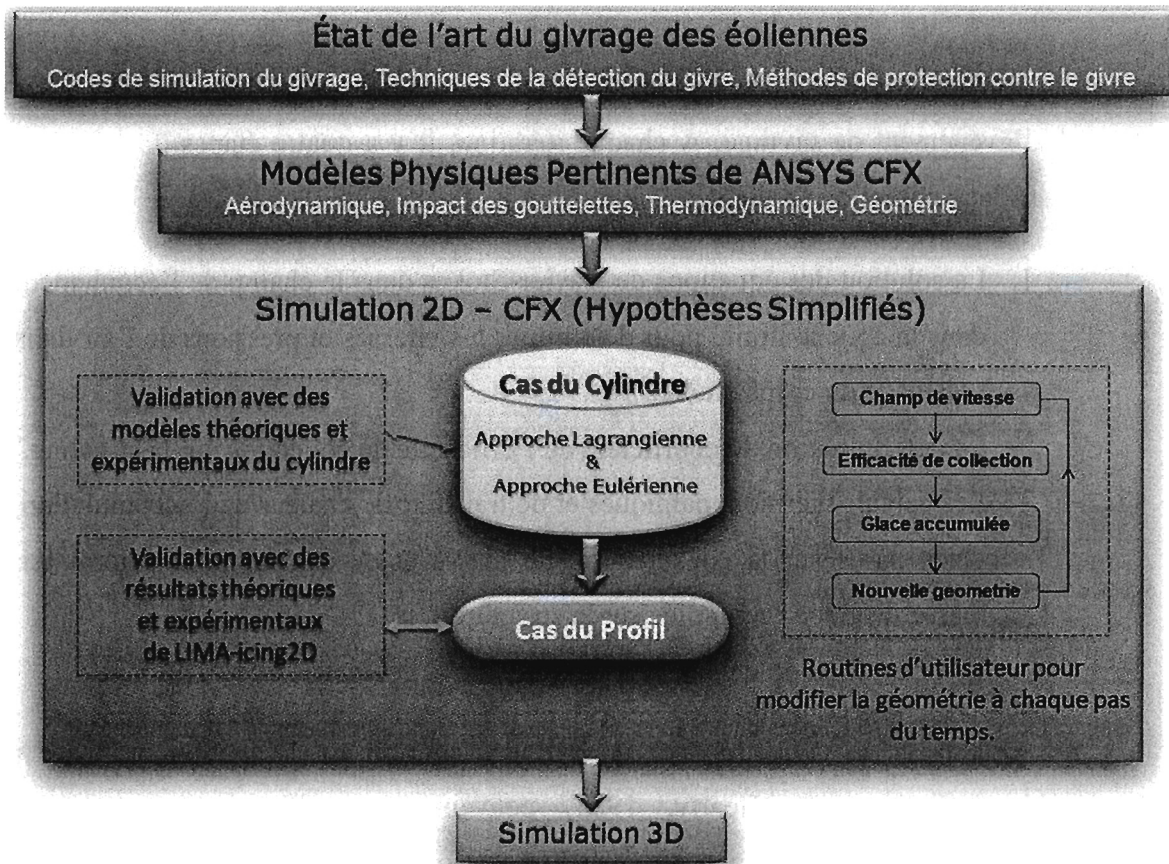 État de l'art du givrage des éoliennes
Codes de simulation du givrage, Techniques de la détection du givre, Méthodes de protection contre le givre
Modèles Physiques Pertinents de ANSYS CFX
Aérodynamique, Impact des gouttelettes, Thermodynamique, Géométrie
Simulation 2D – CFX (Hypothèses Simplifiés)
Validation avec des
modèles théoriques et
expérimentaux du cylindre
Cas du Cylindre
Approche Lagrangienne
&
Approche Eulérienne
Validation avec des
résultats théoriques
et expérimentaux
de LIMA-icing2D
Cas du Profil
Champ de vitesse
Efficacité de collection
Glace accumulée
Nouvelle geometrie
Routines d'utilisateur pour
modifier la géométrie à chaque pas
du temps.
Simulation 3D